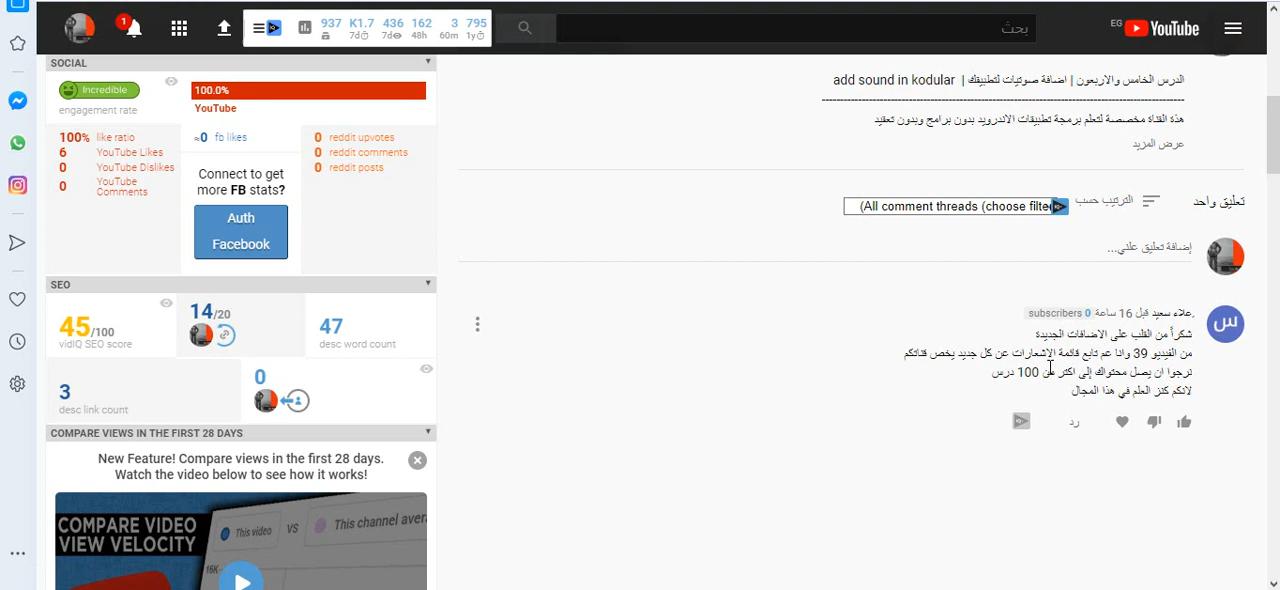 1
937
K1.7
7d
436
7d
162
48h
3
60m
795
1y
بحث
EG
YouTube
SOCIAL
Incredible
engagement rate
100.0%
YouTube
100% like ratio
6 YouTube Likes
0 YouTube Dislikes
0 YouTube Comments
≈0 fb likes
Connect to get
more FB stats?
Auth
Facebook
0 reddit upvotes
0 reddit comments
0 reddit posts
SEO
45/100
vidIQ SEO score
14/20
47
desc word count
3
desc link count
0
COMPARE VIEWS IN THE FIRST 28 DAYS
New Feature! Compare views in the first 28 days.
Watch the video below to see how it works!
COMPARE VIDEO
VIEW VELOCITY
This video
VS
This channel aver
16K
الدرس الخامس والاربعون | اضافة صوتيات لتطبيقك | add sound in kodular
--------------------------------------------------------------------------------
هذه القناة مخصصة لتعلم برمجة تطبيقات الاندرويد بدون برامج وبدون تعقيد
عرض المزيد
تعليق واحد
الترتيب حسب
(All comment threads (choose filte
إضافة تعليق علني...
علاء سعيد, قبل 16 ساعة
0 subscribers
س
شكراً من القلب على الاضافات الجديدة
من الفيديو 39 وانا عم تابع قائمة الإشعارات عن كل جديد يخص قناتكم
نرجوا ان يصل محتواك إلى اكثر من 100 درس
لانكم كنز العلم في هذا المجال
رد